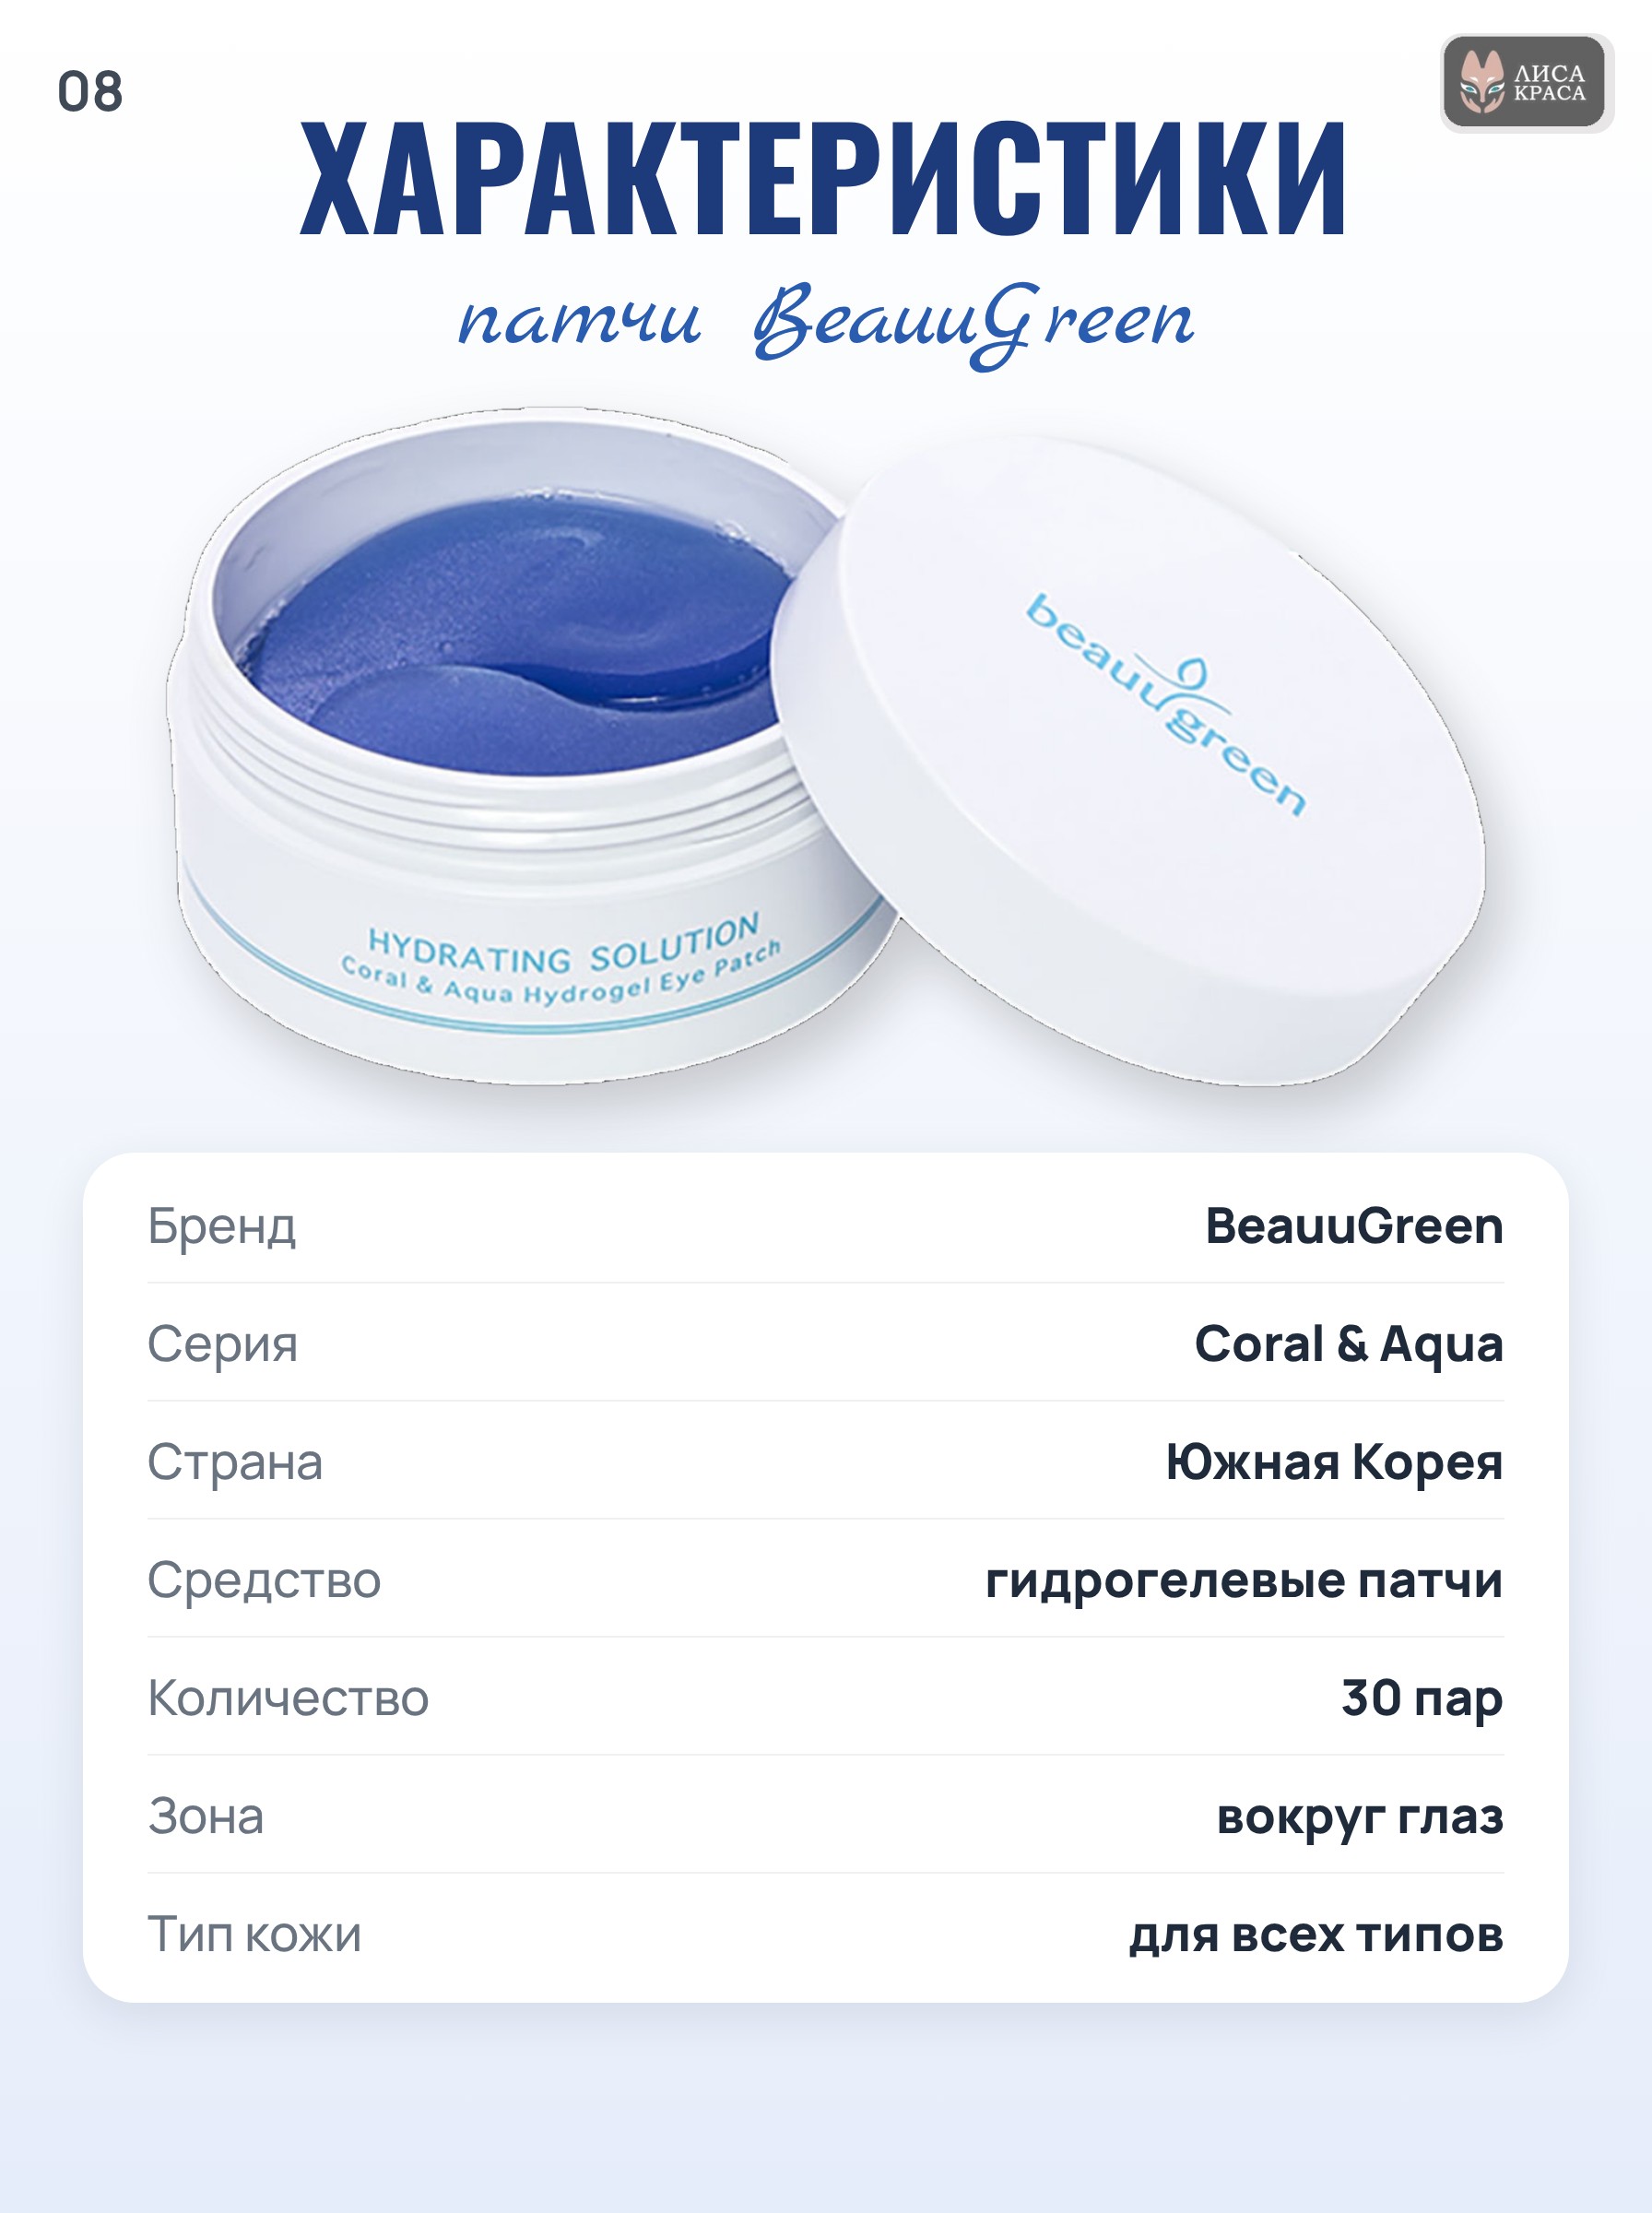 08
ЛИСА
КРАСА
ХАРАКТЕРИСТИКИ
патчи BeauuGreen
beauugreen
HYDRATING SOLUTION
Coral & Aqua Hydrogel Eye Patch
Бренд BeauuGreen
Серия Coral & Aqua
Страна Южная Корея
Средство гидрогелевые патчи
Количество 30 пар
Зона вокруг глаз
Тип кожи для всех типов